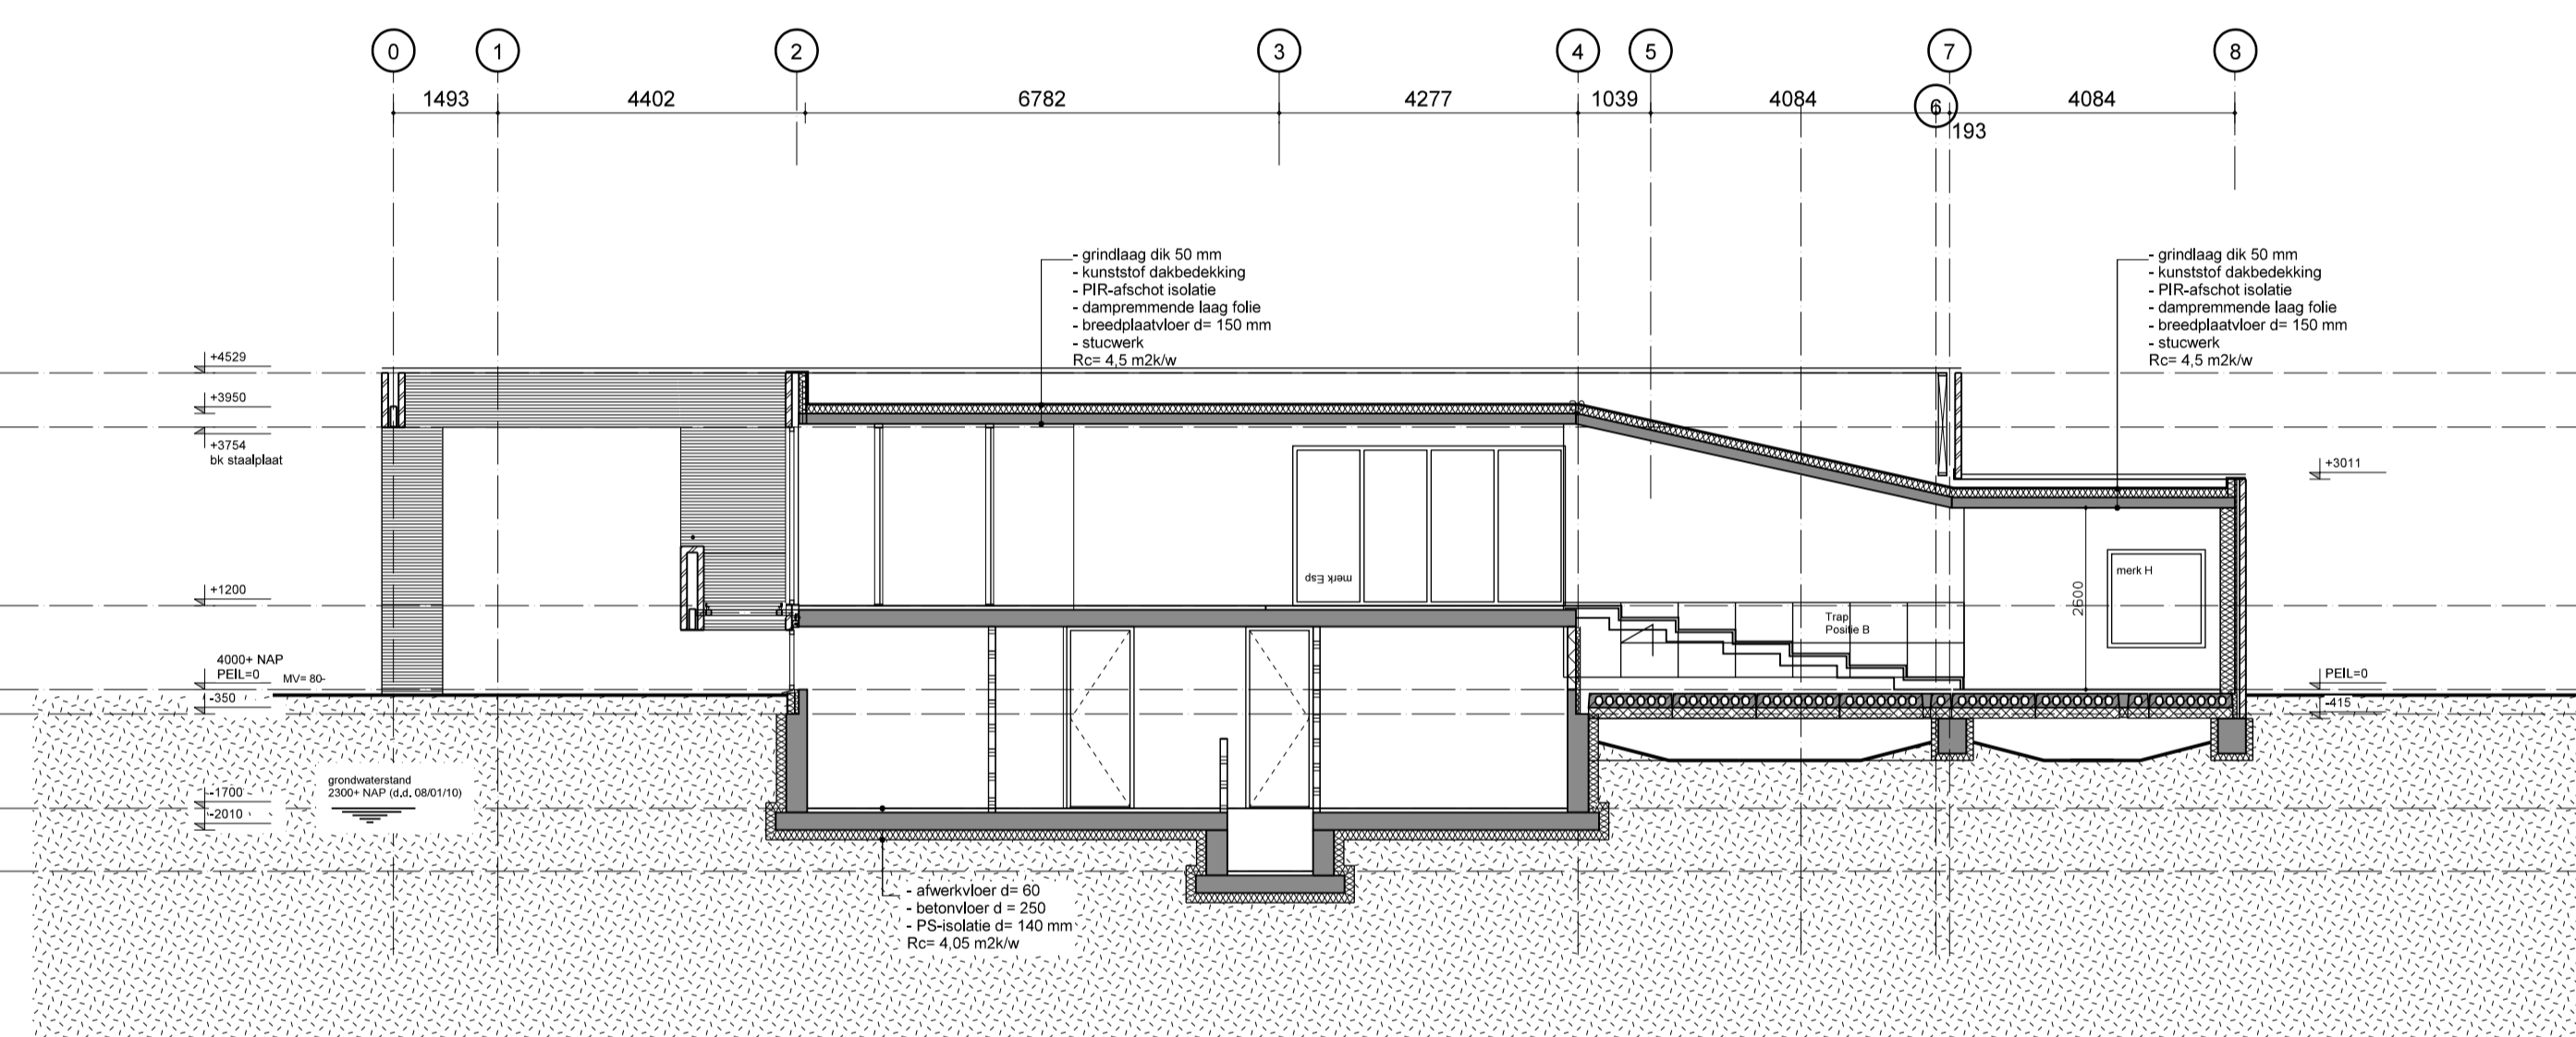 0 1 2 3 4 5 7 8
6
1493 4402 6782 4277 1039 4084 4084
193
- grindlaag dik 50 mm
- kunststof dakbedekking
- PIR-afschot isolatie
- dampremmende laag folie
- breedplaatvloer d= 150 mm
- stucwerk
Rc= 4,5 m2k/w
- grindlaag dik 50 mm
- kunststof dakbedekking
- PIR-afschot isolatie
- dampremmende laag folie
- breedplaatvloer d= 150 mm
- stucwerk
Rc= 4,5 m2k/w
+4529
+3950
+3754
bk staalplaat
+3011
merk Esp
merk H
+1200
2600
Trap
Positie B
4000+ NAP
PEIL=0
MV= 80-
-350
PEIL=0
-415
grondwaterstand
2300+ NAP (d.d. 08/01/10)
-1700
-2010
- afwerkvloer d= 60
- betonvloer d = 250
- PS-isolatie d= 140 mm
Rc= 4,05 m2k/w